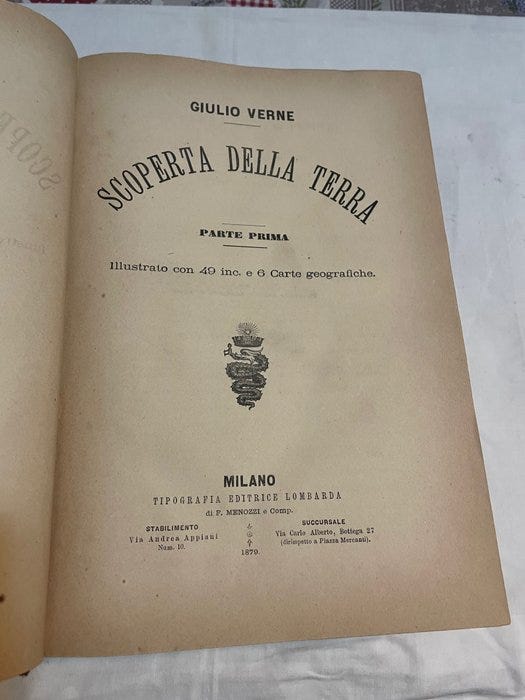 GIULIO VERNE
SCOPERTA DELLA TERRA
PARTE PRIMA
Illustrato con 49 inc. e 6 Carte geografiche.
MILANO
TIPOGRAFIA EDITRICE LOMBARDA
di F. MENOZZI e Comp.
STABILIMENTO
Via Andrea Appiani
Num. 10.
SUCCURSALE
Via Carlo Alberto, Bottega 27
(dirimpetto a Piazza Mercanti).
1879.